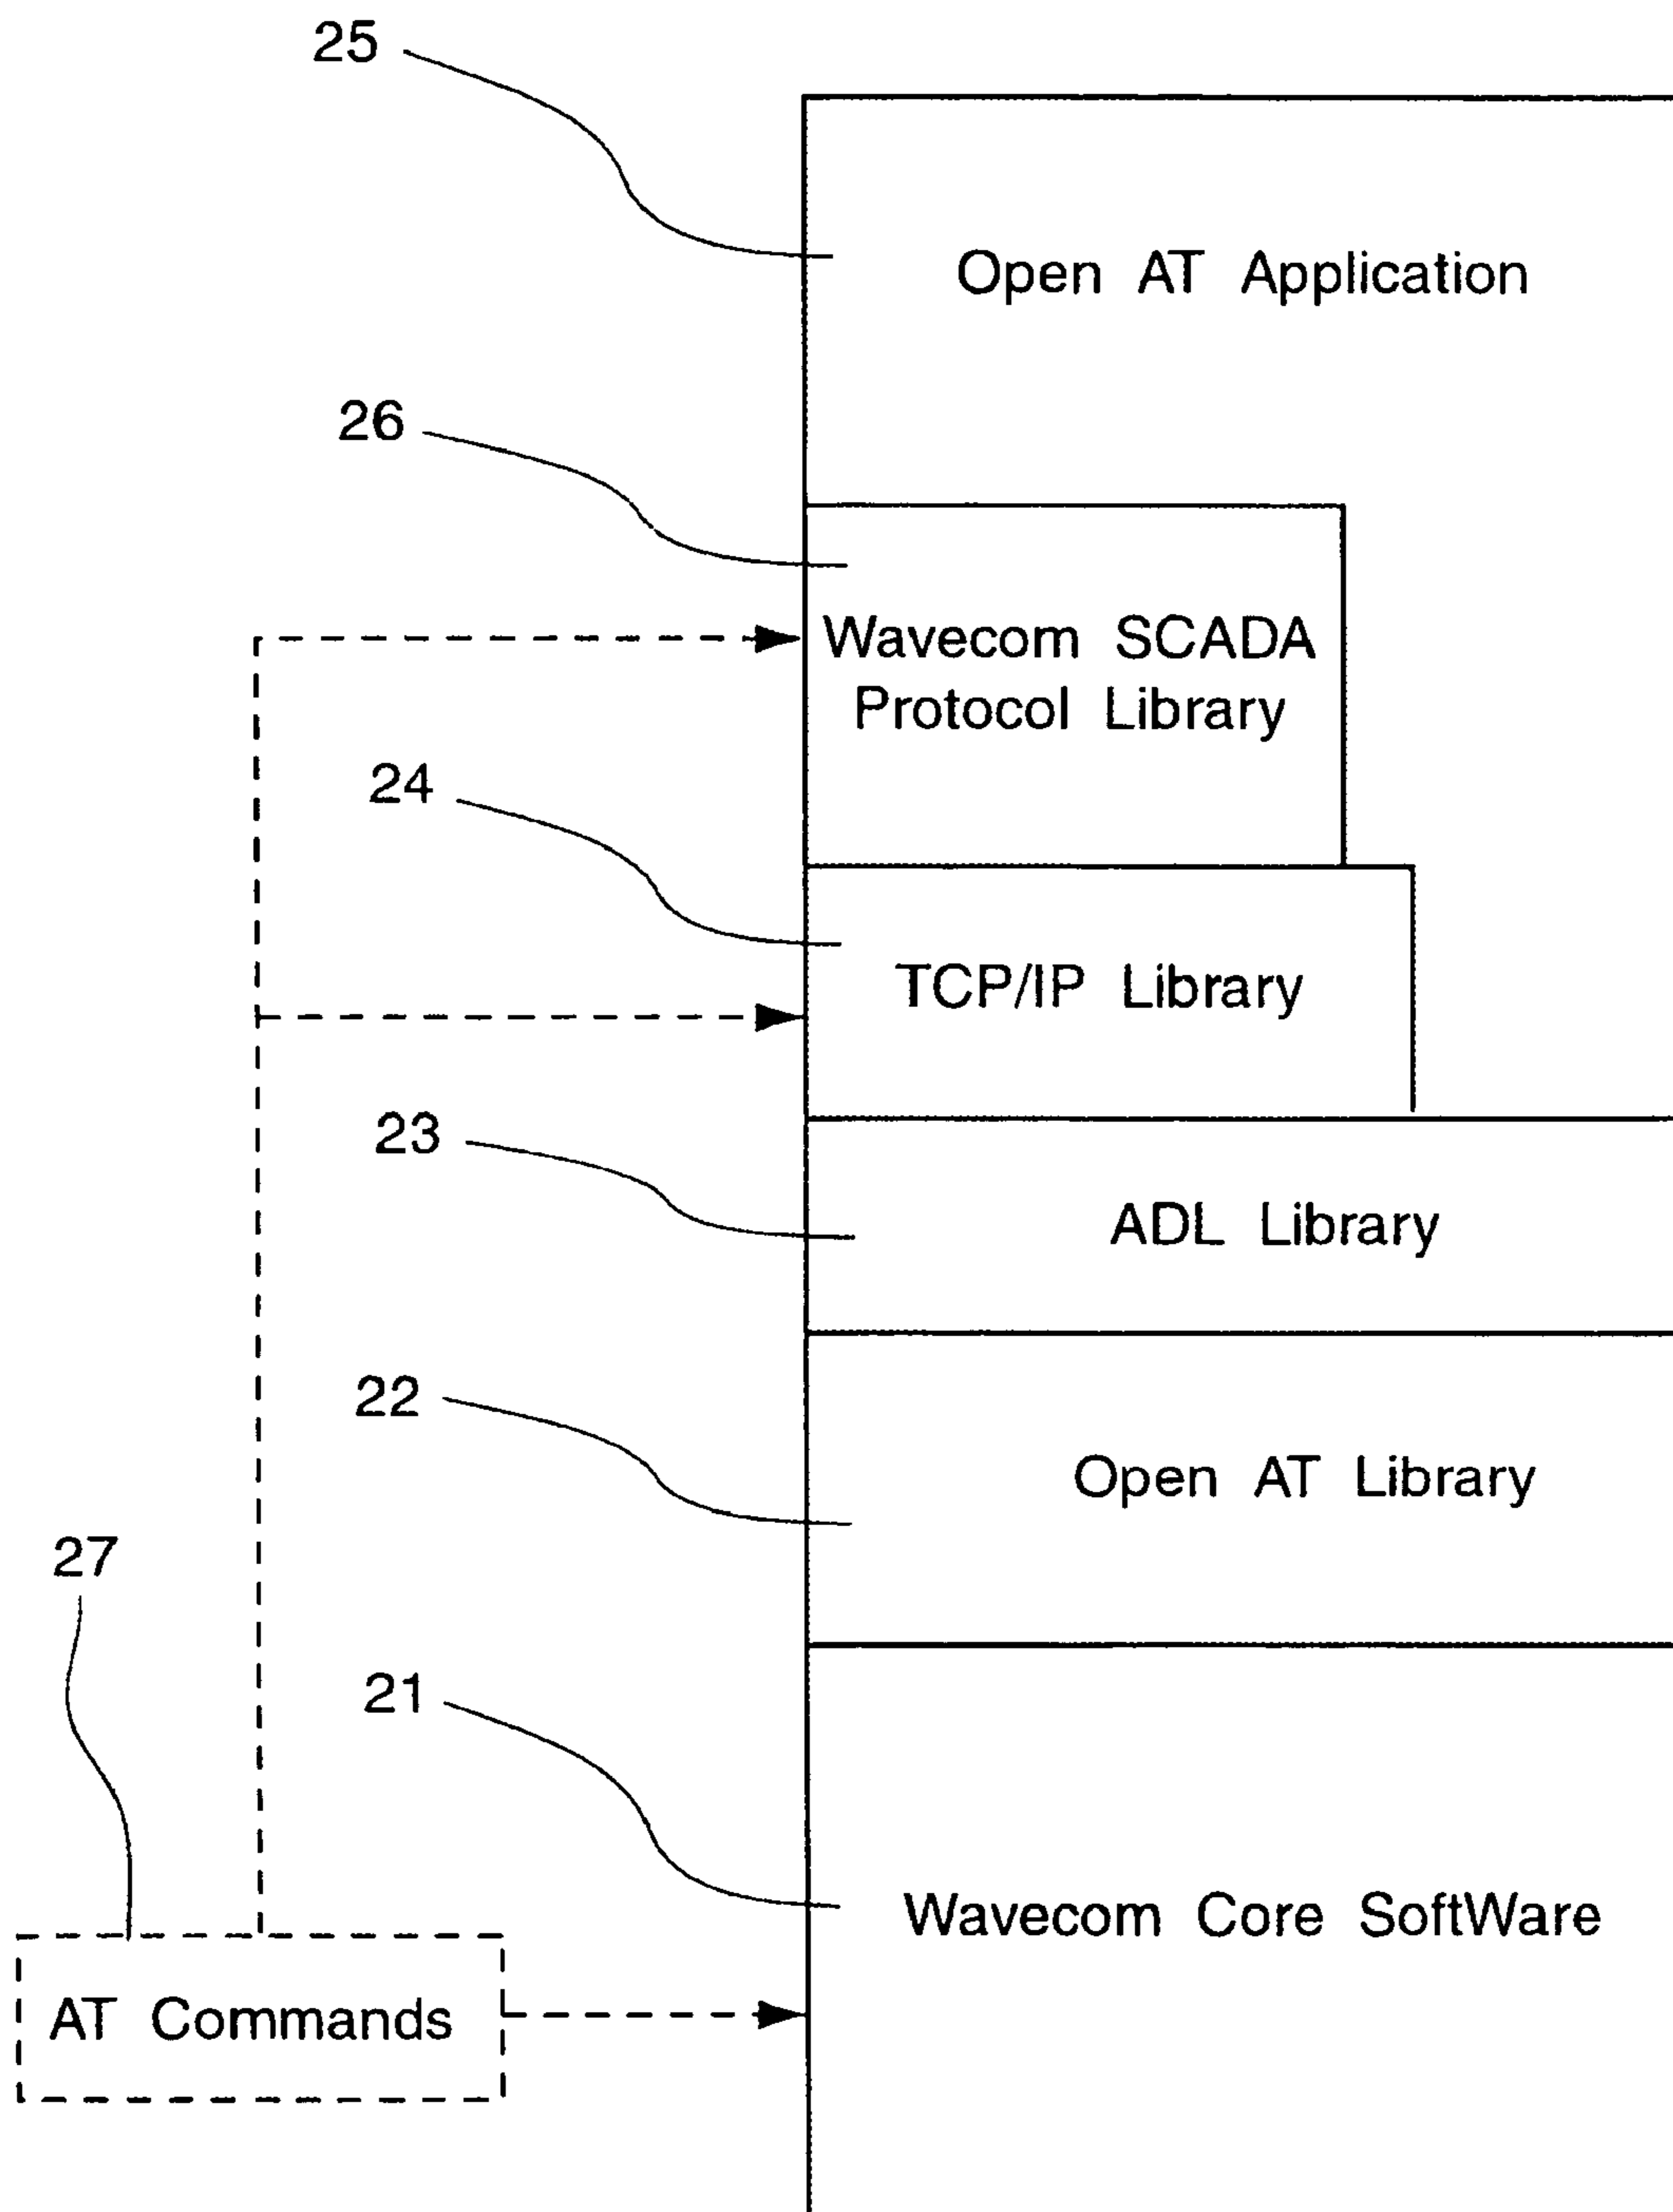 25
Open AT Application
26
Wavecom SCADA
Protocol Library
24
TCP/IP Library
23
ADL Library
22
Open AT Library
27
21
Wavecom Core SoftWare
AT Commands